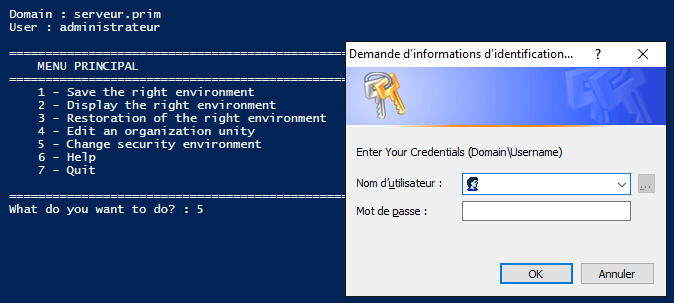 Domain : serveur.prim
User : administrateur
================================================
MENU PRINCIPAL
================================================
1 - Save the right environment
2 - Display the right environment
3 - Restoration of the right environment
4 - Edit an organization unity
5 - Change security environment
6 - Help
7 - Quit
================================================
What do you want to do? : 5
Demande d'informations d'identification... ?
Enter Your Credentials (Domain\Username)
Nom d'utilisateur : ...
Mot de passe :
OK Annuler